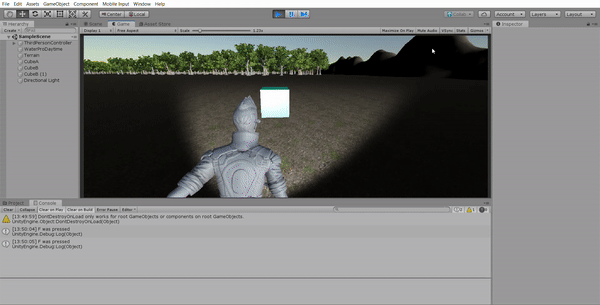 File Edit Assets GameObject Component Mobile Input Window Help
Center Local Collab Account Layers Layout
Hierarchy Scene Game Asset Store Inspector
Create Display 1 Free Aspect Scale 1.25x Maximize On Play Mute Audio VSync Stats Gizmos
SampleScene
ThirdPersonController
WaterProDaytime
Terrain
CubeA
CubeB
CubeB (1)
Directional Light
Project Console
Clear Collapse Clear on Play Clear on Build Error Pause Editor
[13:49:59] DontDestroyOnLoad only works for root GameObjects or components on root GameObjects.
UnityEngine.Object:DontDestroyOnLoad(Object)
[13:50:04] F was pressed
UnityEngine.Debug:Log(Object)
[13:50:05] F was pressed
UnityEngine.Debug:Log(Object)